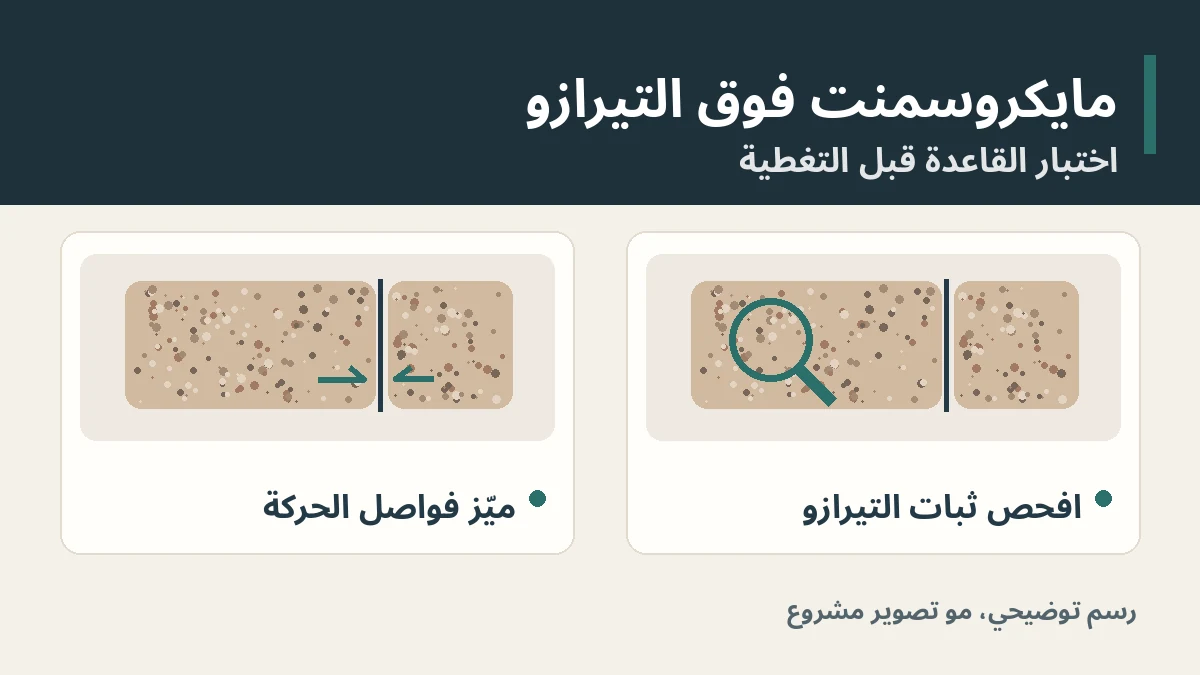 مايكروسمنت فوق التيرازو
اختبار القاعدة قبل التغطية
افحص ثبات التيرازو
ميّز فواصل الحركة
رسم توضيحي، مو تصوير مشروع